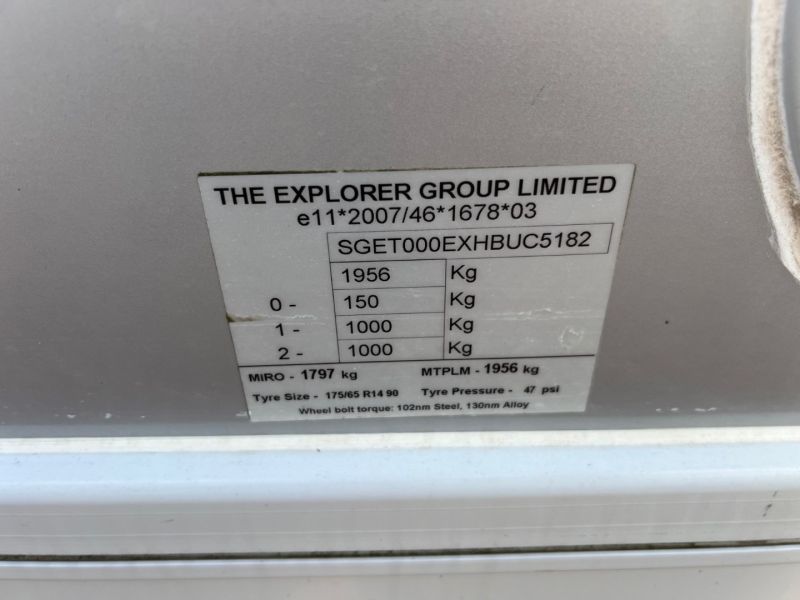 THE EXPLORER GROUP LIMITED
e11*2007/46*1678*03
SGET000EXHBUC5182
1956 Kg
0 - 150 Kg
1 - 1000 Kg
2 - 1000 Kg
MIRO - 1797 kg MTPLM - 1956 kg
Tyre Size - 175/65 R14 90 Tyre Pressure - 47 psi
Wheel bolt torque: 102nm Steel, 130nm Alloy